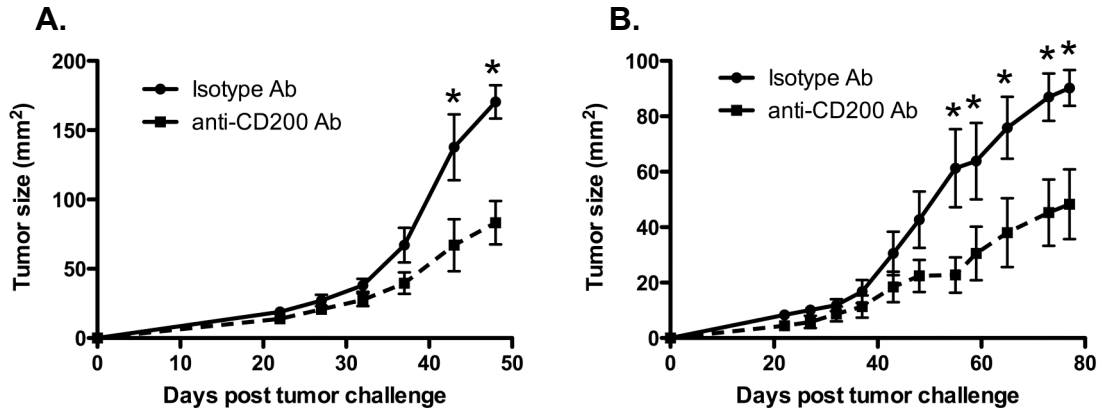 A.
Tumor size (mm²)
200
150
100
50
0
Isotype Ab
anti-CD200 Ab
*
*
0 10 20 30 40 50
Days post tumor challenge
B.
Tumor size (mm²)
100
80
60
40
20
0
Isotype Ab
anti-CD200 Ab
*
*
*
*
*
0 20 40 60 80
Days post tumor challenge